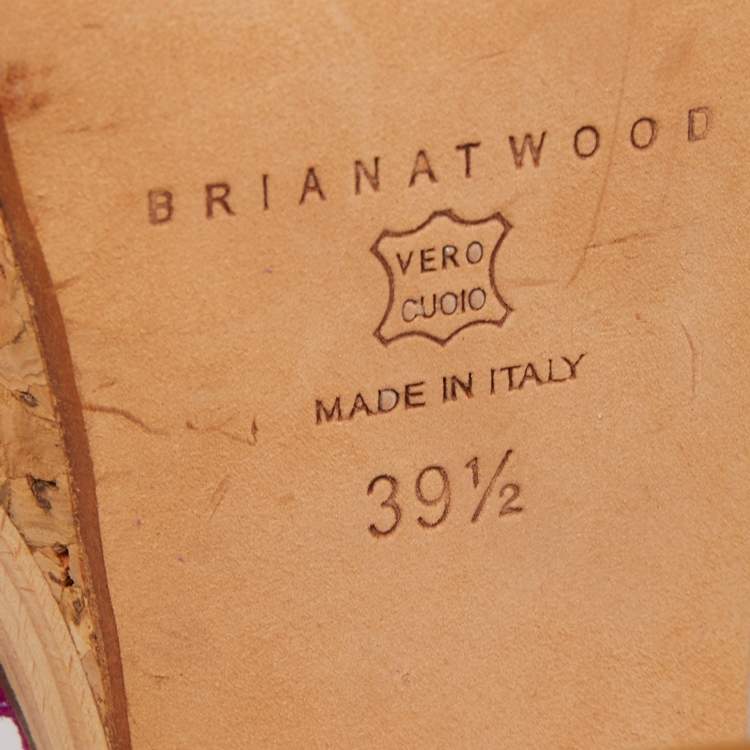 BRIANATWOOD
VERO
CUOIO
MADE IN ITALY
39½